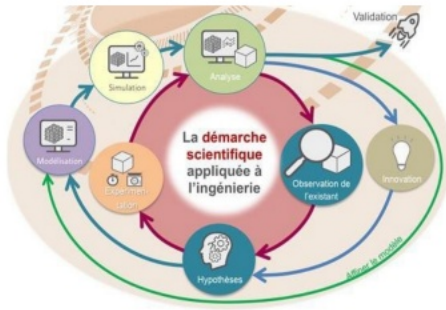 Validation
Simulation
Analyse
Modélisation
La démarche
scientifique
appliquée à
l'ingénierie
Expérimen
tation
Observation de
l'existant
Innovation
Hypothèses
Affiner le modèle